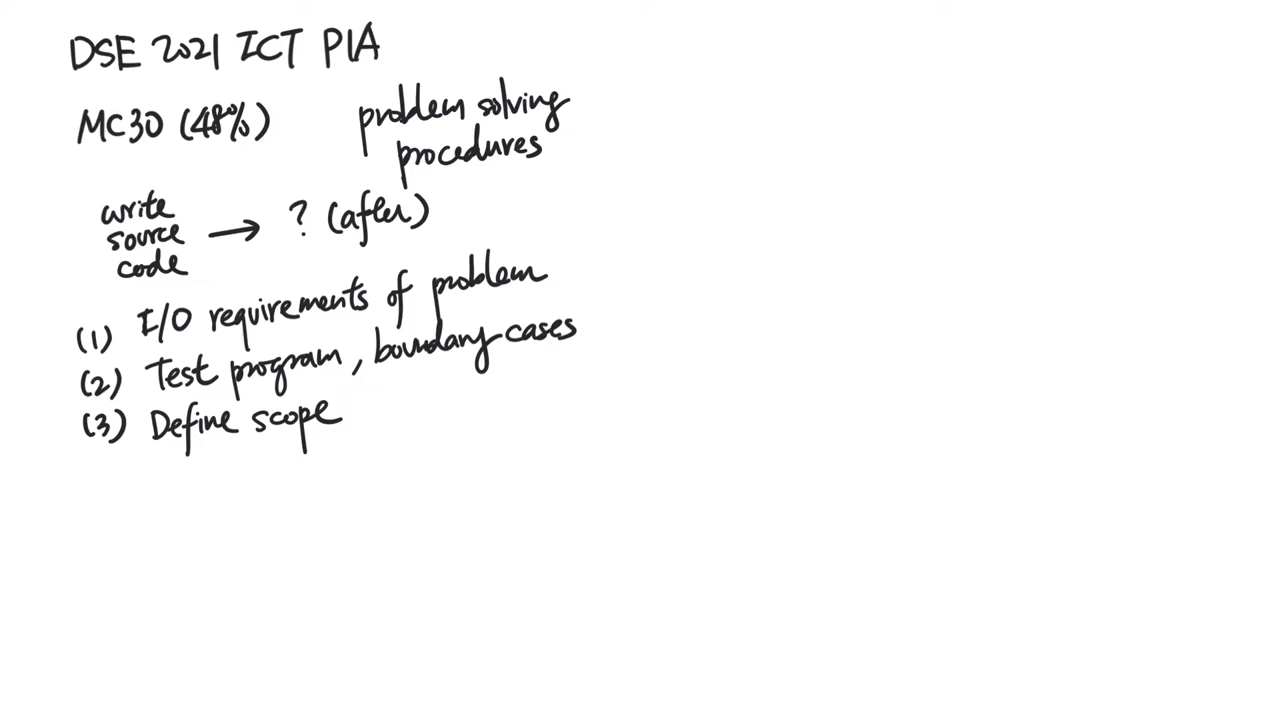 DSE 2021 ICT P1A
MC30 (48%)
problem solving
procedures
write
source
code
→ ? (after)
(1) I/O requirements of problem
(2) Test program, boundary cases
(3) Define scope